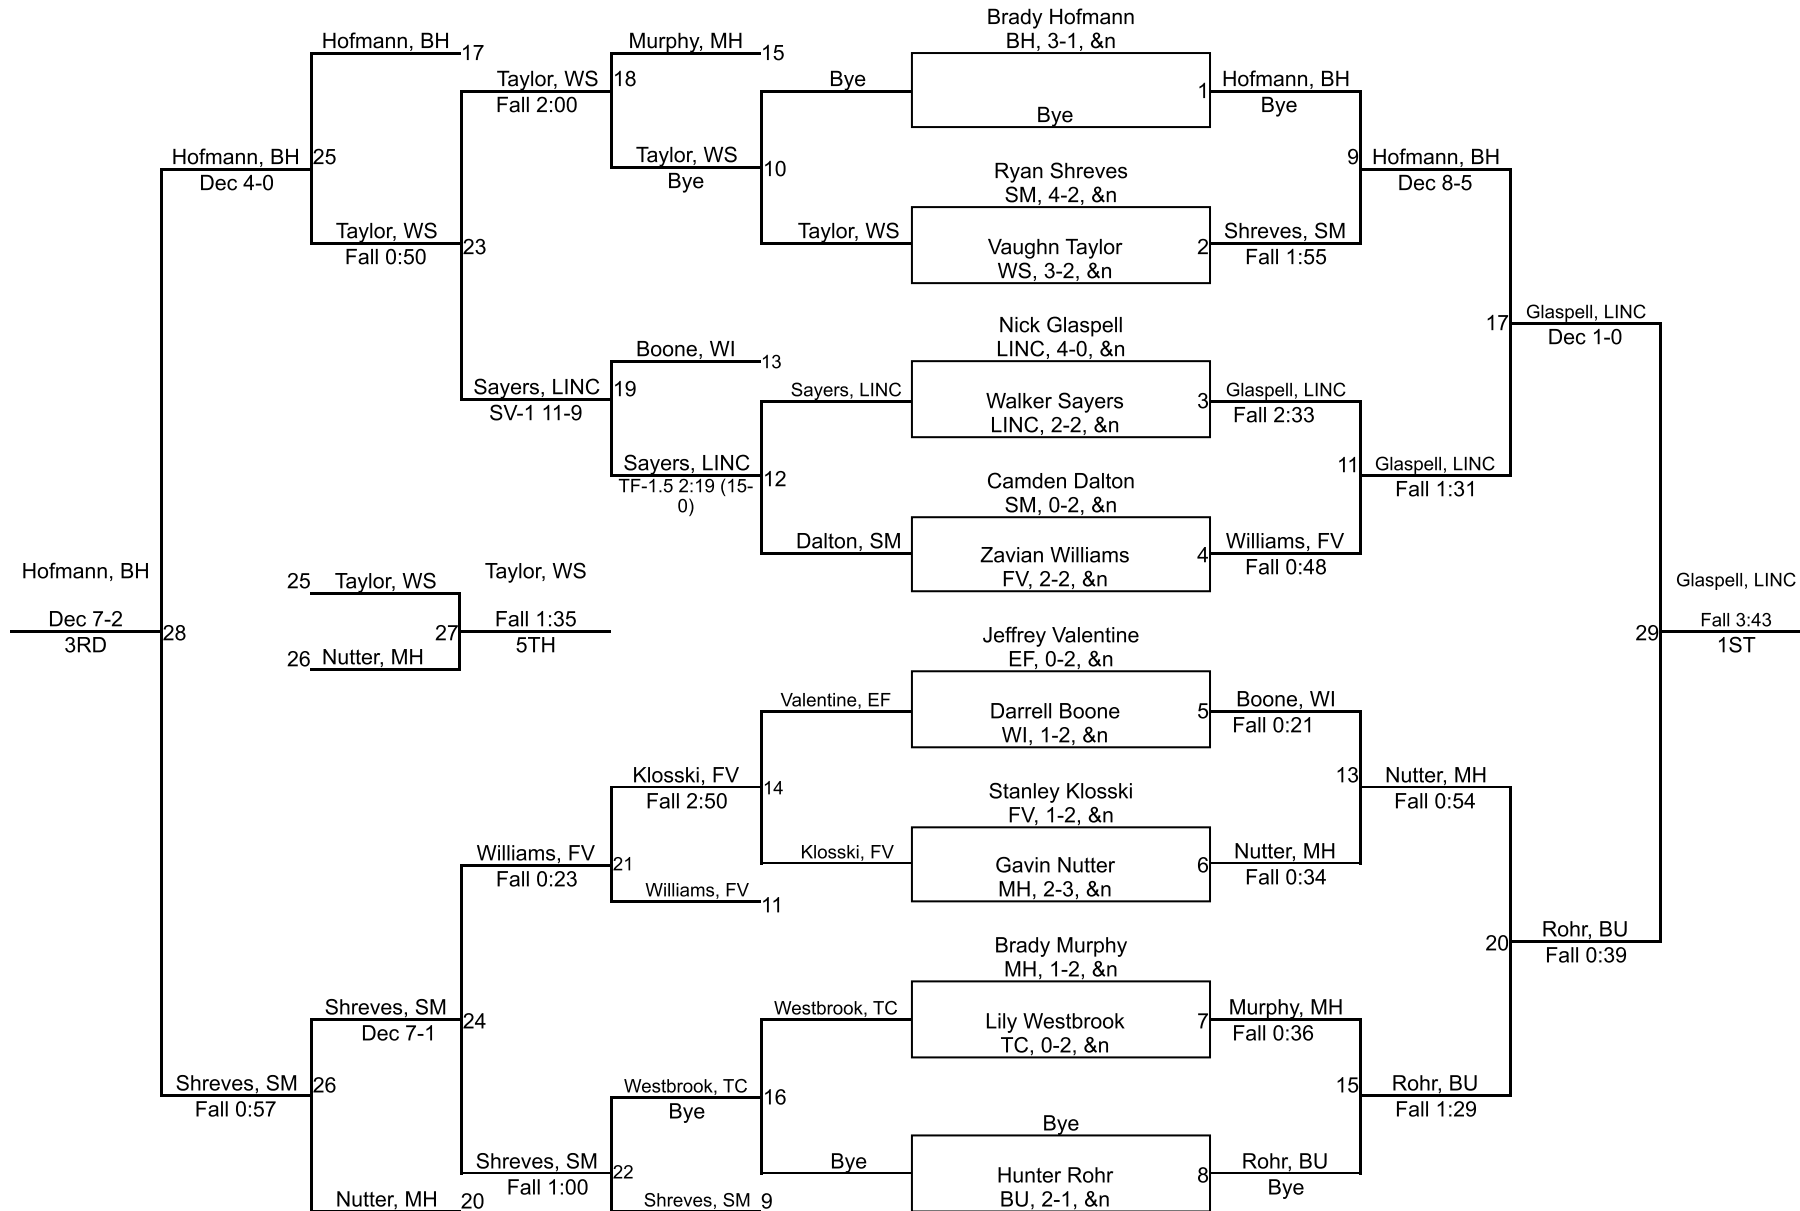 Brady Hofmann
Hofmann, BH
Murphy, MH
BH, 3-1, &n
17
15
Taylor, WS
18
Bye
1
Hofmann, BH
Fall 2:00
Bye
Bye
Hofmann, BH
25
Taylor, WS
10
9
Hofmann, BH
Dec 4-0
Bye
Ryan Shreves
Dec 8-5
SM, 4-2, &n
Taylor, WS
23
Taylor, WS
Vaughn Taylor
2
Shreves, SM
Fall 0:50
WS, 3-2, &n
Fall 1:55
Nick Glaspell
17
Glaspell, LINC
Boone, WI
13
LINC, 4-0, &n
Dec 1-0
Sayers, LINC
19
Sayers, LINC
Walker Sayers
3
Glaspell, LINC
SV-1 11-9
LINC, 2-2, &n
Fall 2:33
Sayers, LINC
12
11
Glaspell, LINC
TF-1.5 2:19 (15-
0)
Camden Dalton
Fall 1:31
SM, 0-2, &n
Dalton, SM
Zavian Williams
4
Williams, FV
Hofmann, BH
25
Taylor, WS
Taylor, WS
FV, 2-2, &n
Fall 0:48
Glaspell, LINC
Dec 7-2
28
27
Fall 1:35
29
Fall 3:43
3RD
26
Nutter, MH
5TH
Jeffrey Valentine
1ST
EF, 0-2, &n
Valentine, EF
Darrell Boone
5
Boone, WI
WI, 1-2, &n
Fall 0:21
Klosski, FV
14
13
Nutter, MH
Fall 2:50
Stanley Klosski
Fall 0:54
FV, 1-2, &n
Williams, FV
21
Klosski, FV
Gavin Nutter
6
Nutter, MH
Fall 0:23
Williams, FV
11
MH, 2-3, &n
Fall 0:34
Brady Murphy
20
Rohr, BU
MH, 1-2, &n
Fall 0:39
Shreves, SM
24
Westbrook, TC
Lily Westbrook
7
Murphy, MH
Dec 7-1
TC, 0-2, &n
Fall 0:36
Shreves, SM
26
Westbrook, TC
16
15
Rohr, BU
Fall 0:57
Bye
Bye
Fall 1:29
Shreves, SM
22
Bye
Hunter Rohr
8
Rohr, BU
Fall 1:00
Bye
Nutter, MH
20
Shreves, SM
9
BU, 2-1, &n